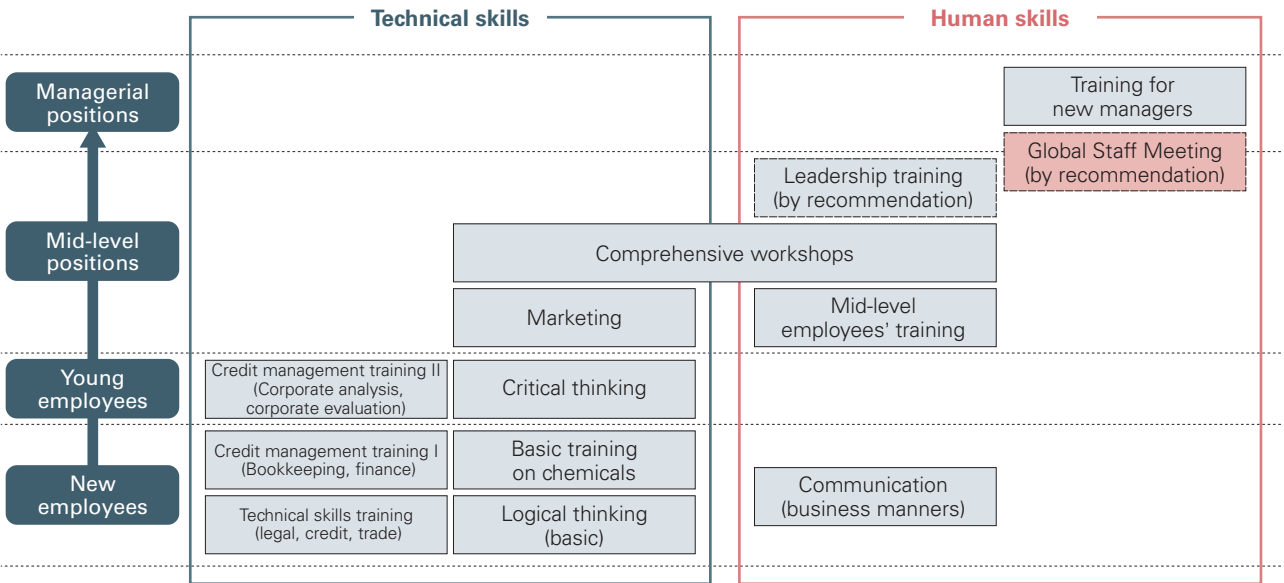 Technical skills
Human skills
Managerial
positions
Training for
new managers
Global Staff Meeting
(by recommendation)
Leadership training
(by recommendation)
Mid-level
positions
Comprehensive workshops
Marketing
Mid-level
employees' training
Young
employees
Credit management training II
(Corporate analysis,
corporate evaluation)
Critical thinking
New
employees
Credit management training I
(Bookkeeping, finance)
Basic training
on chemicals
Communication
(business manners)
Technical skills training
(legal, credit, trade)
Logical thinking
(basic)